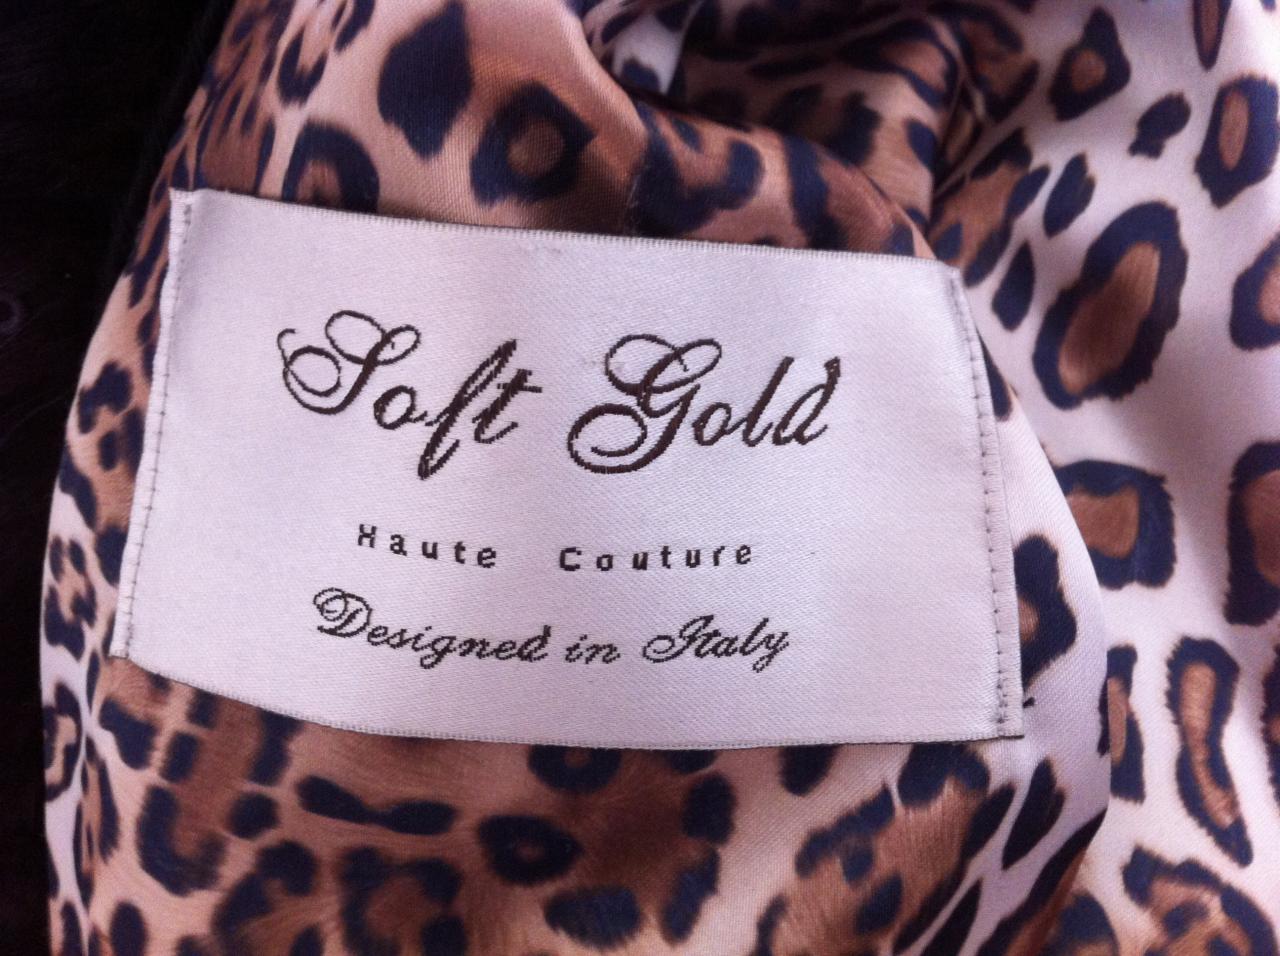 Soft Gold
Haute Couture
Designed in Italy